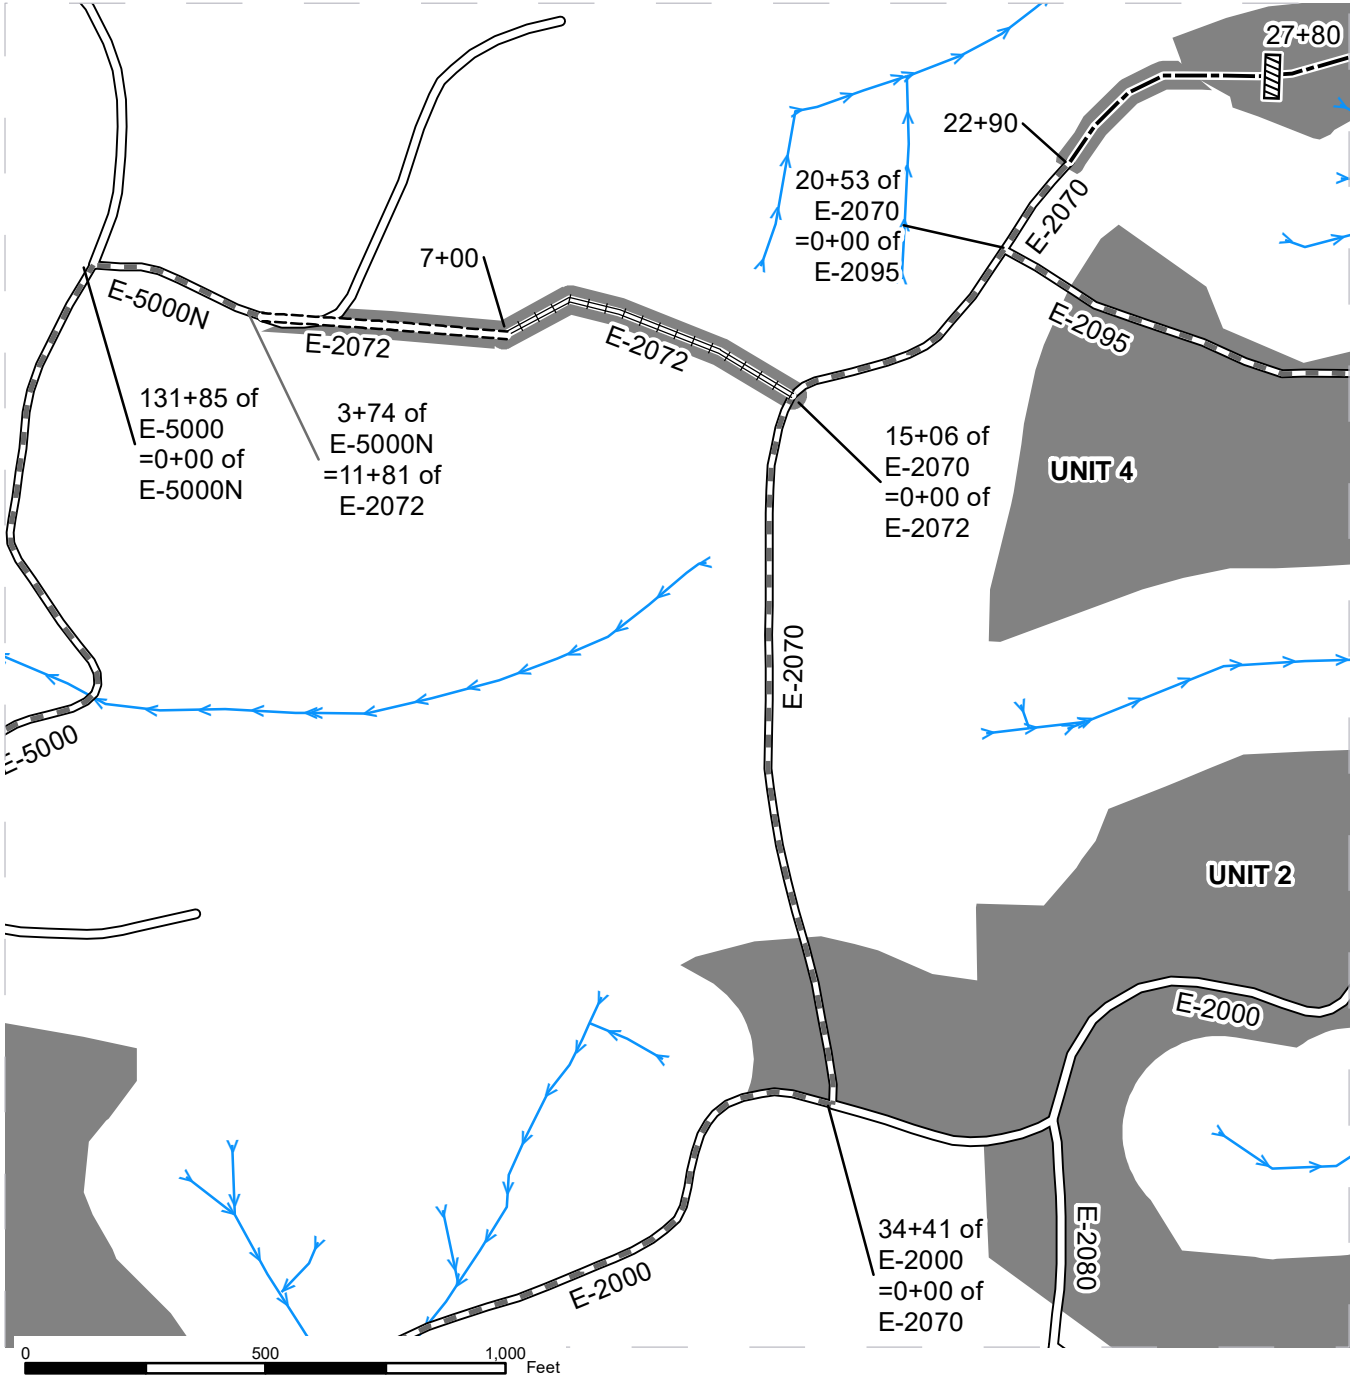 27+80
22+90
20+53 of
E-2070
=0+00 of
E-2095
E-2070
7+00
E-5000N
E-2072
E-2072
E-2095
131+85 of
E-5000
=0+00 of
E-5000N
3+74 of
E-5000N
=11+81 of
E-2072
15+06 of
E-2070
=0+00 of
E-2072
UNIT 4
E-2070
E-5000
UNIT 2
E-2000
E-2080
34+41 of
E-2000
=0+00 of
E-2070
E-2000
0 500 1,000
Feet